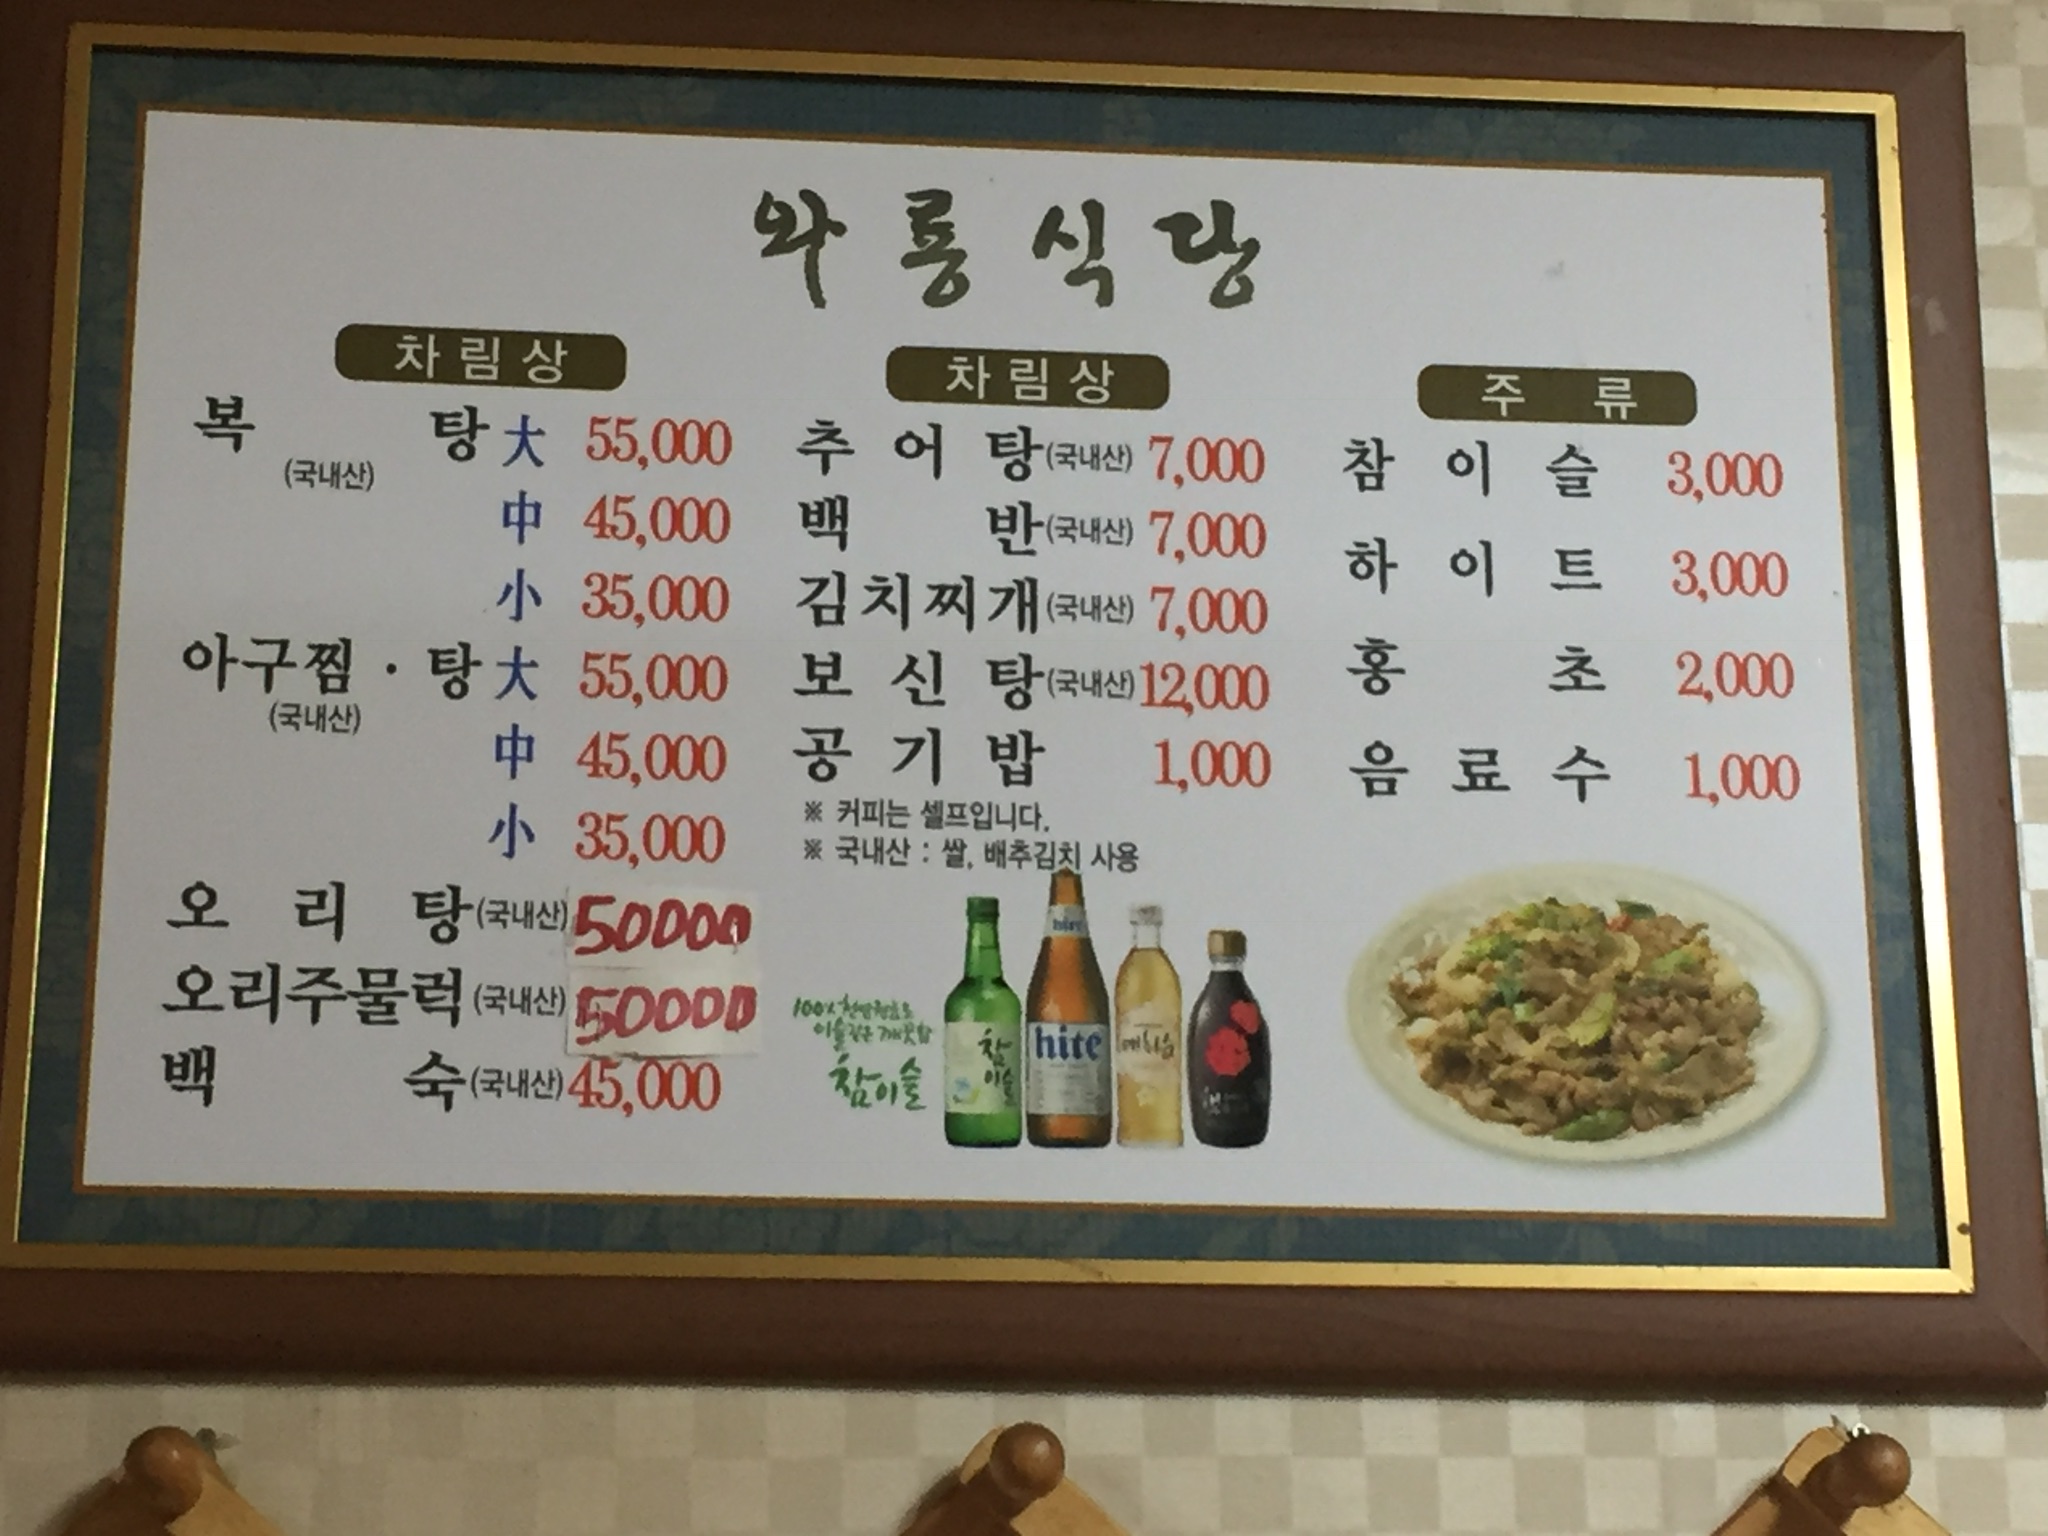 와룡식당
차림상
복탕 大 55,000
(국내산)
中 45,000
小 35,000
아구찜 · 탕 大 55,000
(국내산)
中 45,000
小 35,000
오리탕(국내산) 50000
오리주물럭(국내산) 50000
백숙(국내산) 45,000
차림상
추어탕(국내산) 7,000
백반(국내산) 7,000
김치찌개(국내산) 7,000
보신탕(국내산) 12,000
공기밥 1,000
※ 커피는 셀프입니다.
※ 국내산 : 쌀, 배추김치 사용
주류
참이슬 3,000
하이트 3,000
홍초 2,000
음료수 1,000
참이슬
참이슬
hite
hite